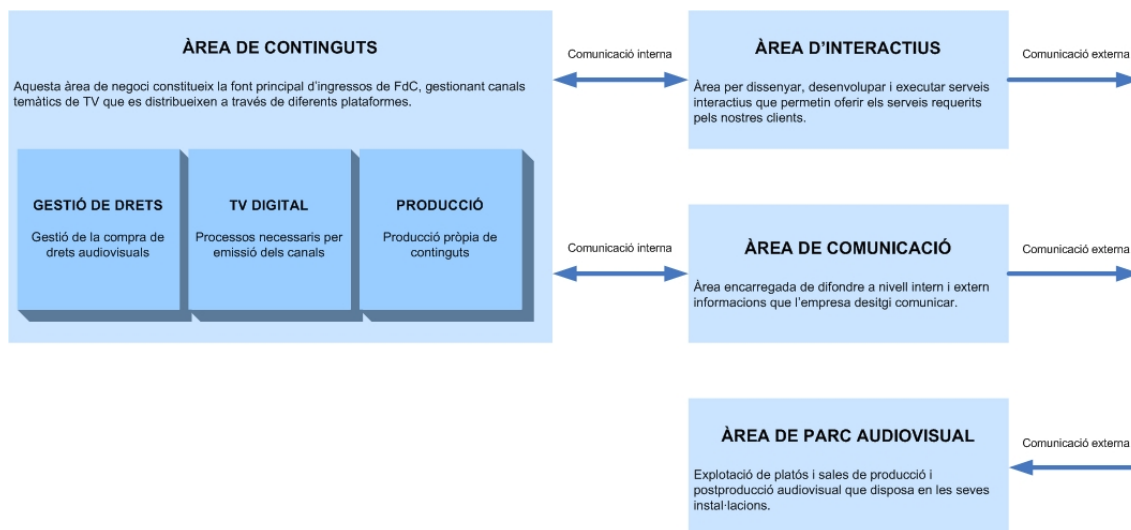 ÀREA DE CONTINGUTS
Aquesta àrea de negoci constitueix la font principal d'ingressos de FdC, gestionant canals
temàtics de TV que es distribueixen a través de diferents plataformes.
GESTIÓ DE DRETS
Gestió de la compra de
drets audiovisuals
TV DIGITAL
Processos necessaris per
emissió dels canals
PRODUCCIÓ
Producció pròpia de
continguts
Comunicació interna
ÀREA D'INTERACTIUS
Àrea per dissenyar, desenvolupar i executar serveis
interactius que permetin oferir els serveis requerits
pels nostres clients.
Comunicació externa
Comunicació interna
ÀREA DE COMUNICACIÓ
Àrea encarregada de difondre a nivell intern i extern
informacions que l'empresa desitgi comunicar.
Comunicació externa
ÀREA DE PARC AUDIOVISUAL
Explotació de platós i sales de producció i
postproducció audiovisual que disposa en les seves
instal·lacions.
Comunicació externa